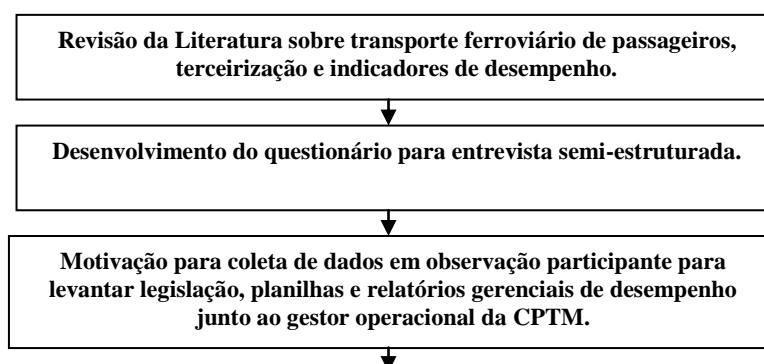 Revisão da Literatura sobre transporte ferroviário de passageiros,
terceirização e indicadores de desempenho.
Desenvolvimento do questionário para entrevista semi-estruturada.
Motivação para coleta de dados em observação participante para
levantar legislação, planilhas e relatórios gerenciais de desempenho
junto ao gestor operacional da CPTM.